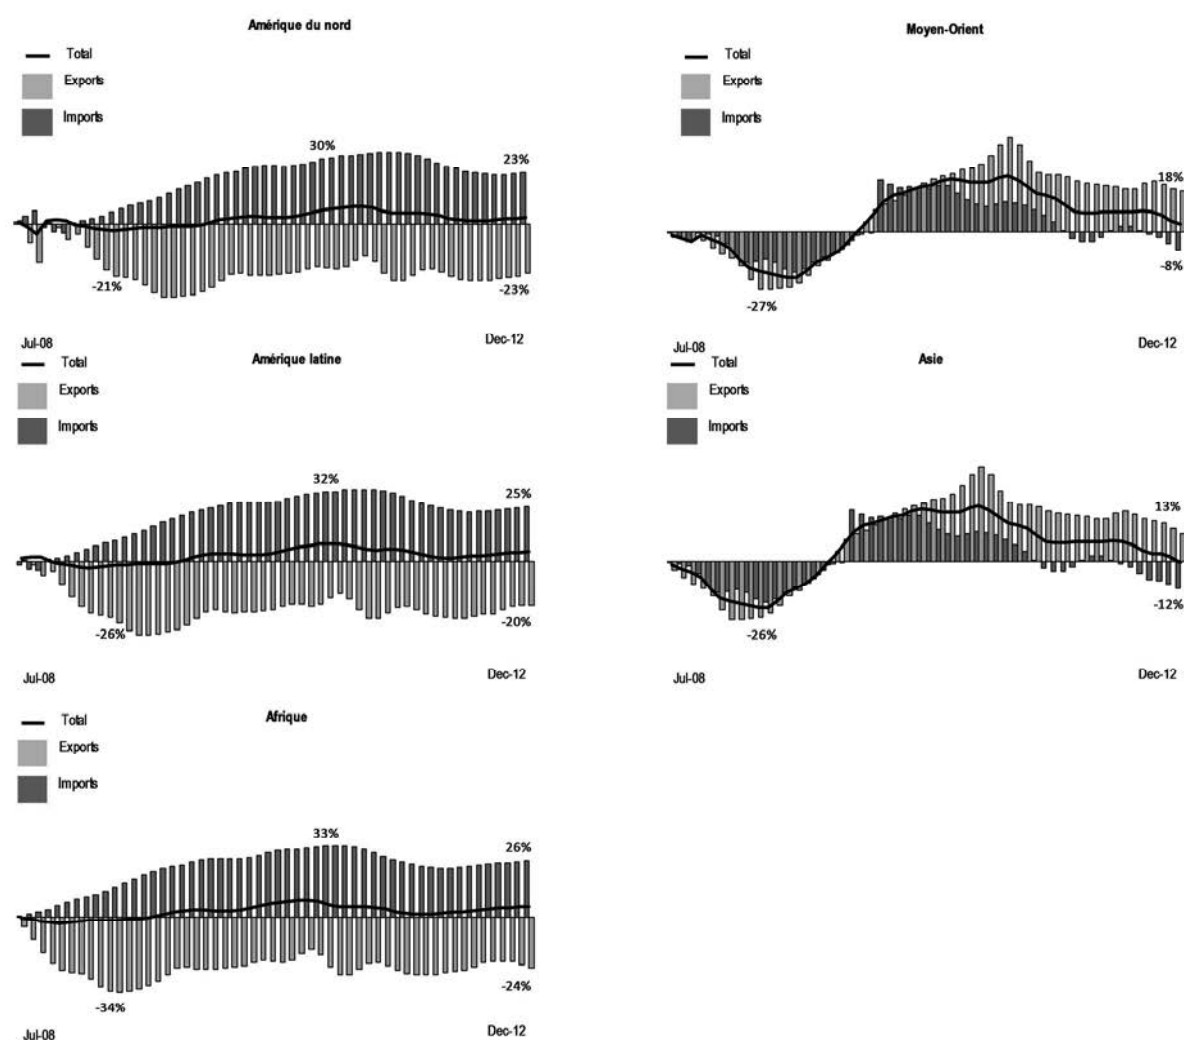 Amérique du nord
Total
Exports
Imports
30%
23%
-21%
-23%
Jul-08
Dec-12
Moyen-Orient
Total
Exports
Imports
18%
-8%
-27%
Jul-08
Dec-12
Amérique latine
Total
Exports
Imports
32%
25%
-26%
-20%
Jul-08
Dec-12
Asie
Total
Exports
Imports
13%
-12%
-26%
Jul-08
Dec-12
Afrique
Total
Exports
Imports
33%
26%
-34%
-24%
Jul-08
Dec-12